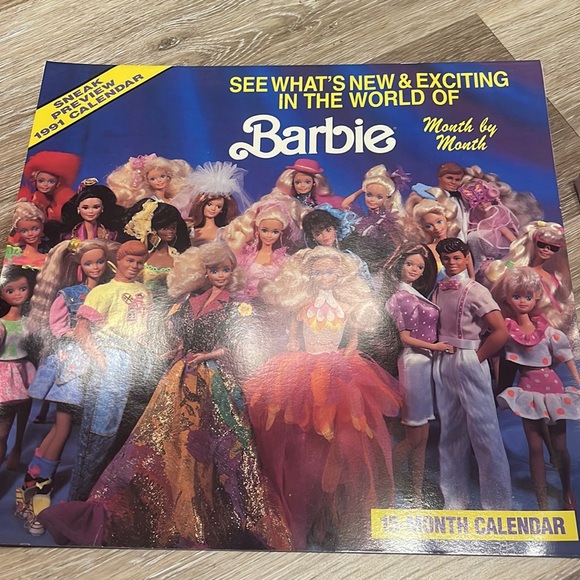 SNEAK
PREVIEW
1991 CALENDAR
SEE WHAT'S NEW & EXCITING
IN THE WORLD OF
Barbie
Month by
Month
15-MONTH CALENDAR